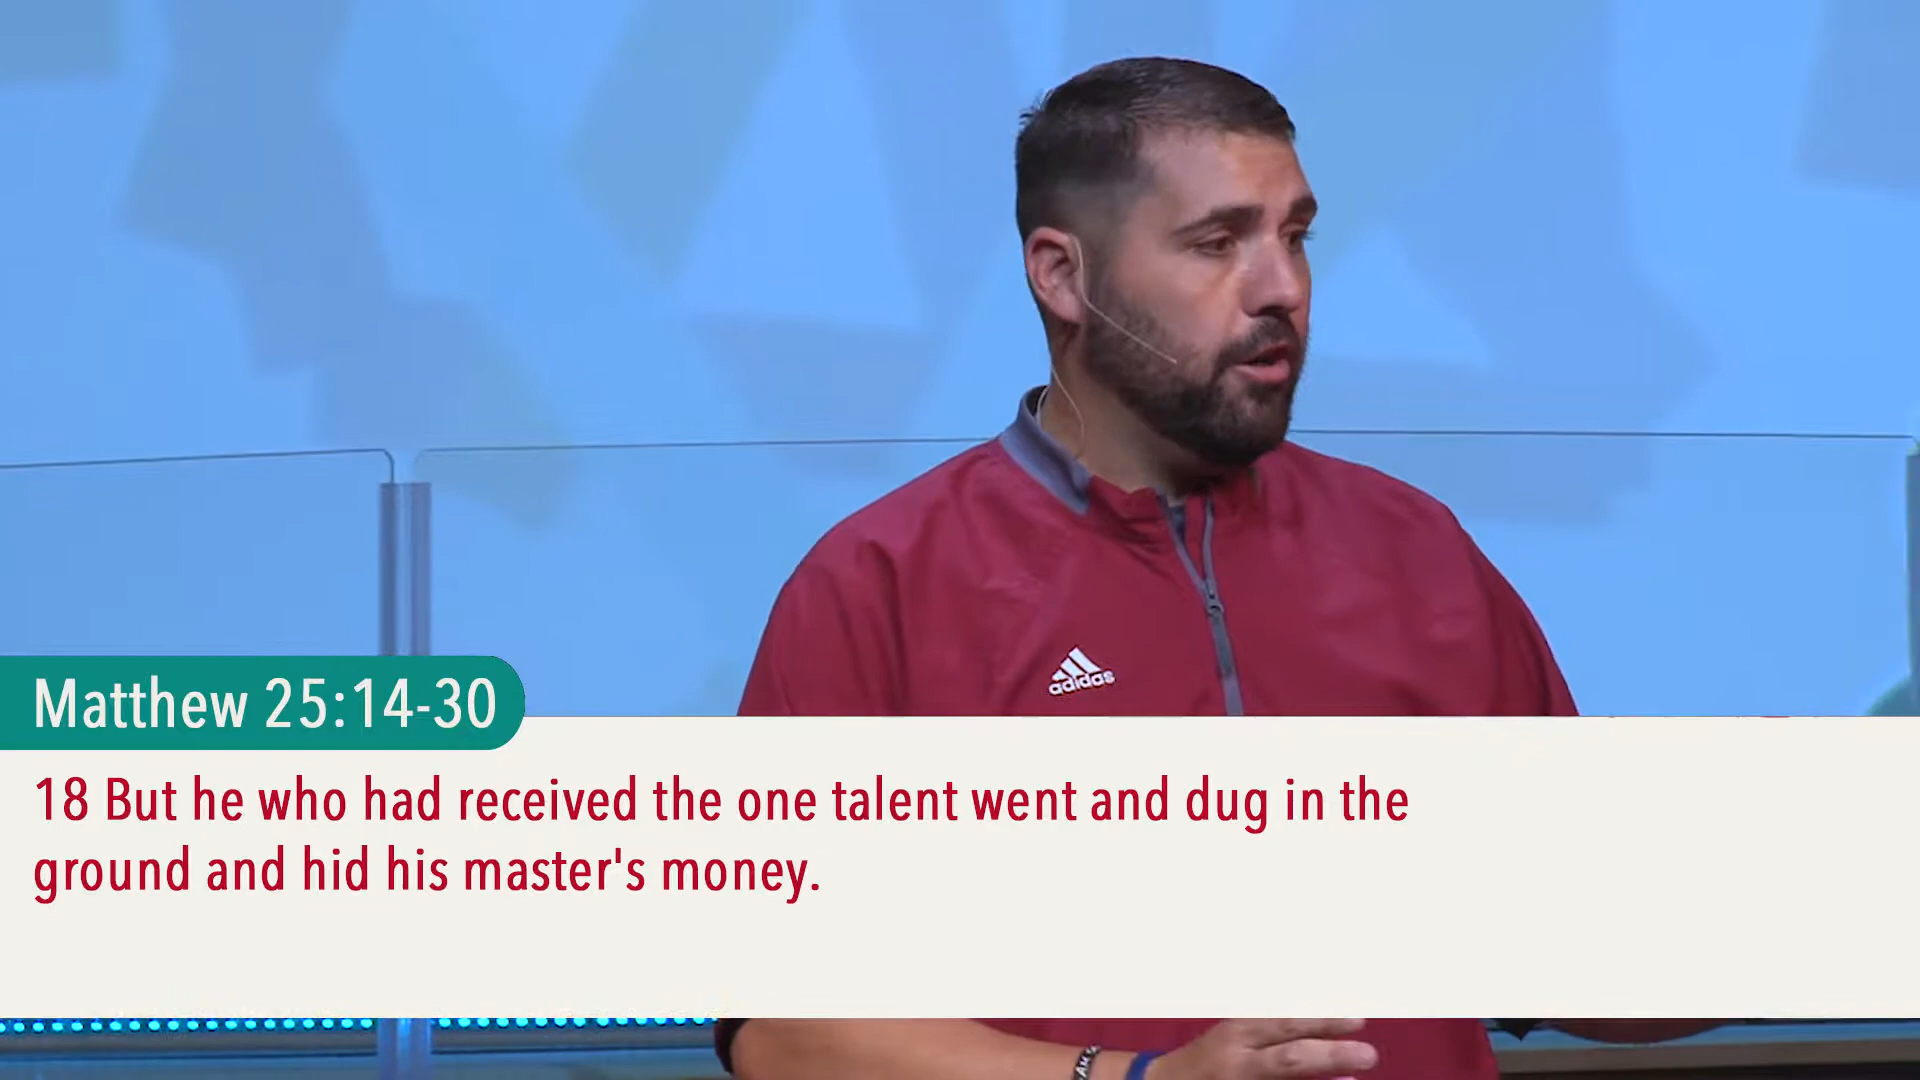 adidas
Matthew 25:14-30
18 But he who had received the one talent went and dug in the
ground and hid his master's money.